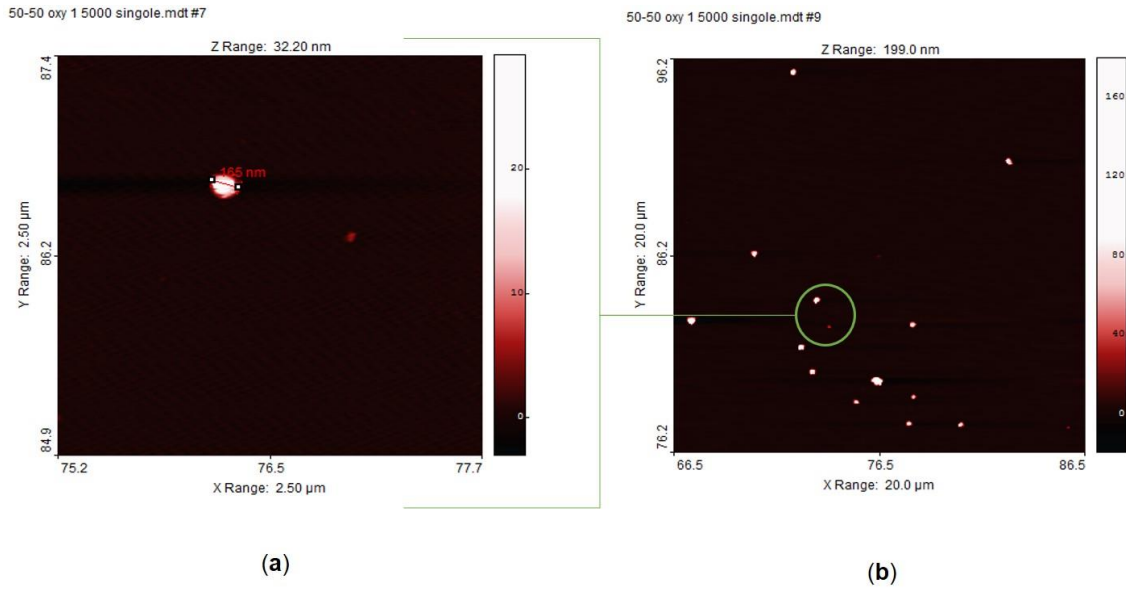 50-50 oxy 1 5000 singole.mdt #7
Z Range: 32.20 nm
87.4
86.2
84.9
Y Range: 2.50 µm
165 nm
20
10
0
75.2 76.5 77.7
X Range: 2.50 µm
(a)
50-50 oxy 1 5000 singole.mdt #9
Z Range: 199.0 nm
96.2
86.2
76.2
Y Range: 20.0 µm
160
120
80
40
0
66.5 76.5 86.5
X Range: 20.0 µm
(b)